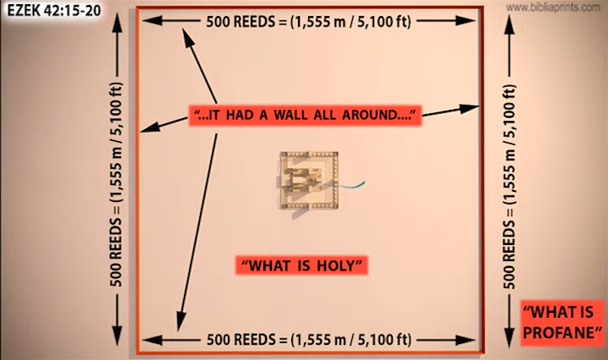 EZEK 42:15-20
www.bibliaprints.com
500 REEDS = (1,555 m / 5,100 ft)
"...IT HAD A WALL ALL AROUND...."
500 REEDS = (1,555 m / 5,100 ft)
500 REEDS = (1,555 m / 5,100 ft)
"WHAT IS HOLY"
"WHAT IS
PROFANE"
500 REEDS = (1,555 m / 5,100 ft)